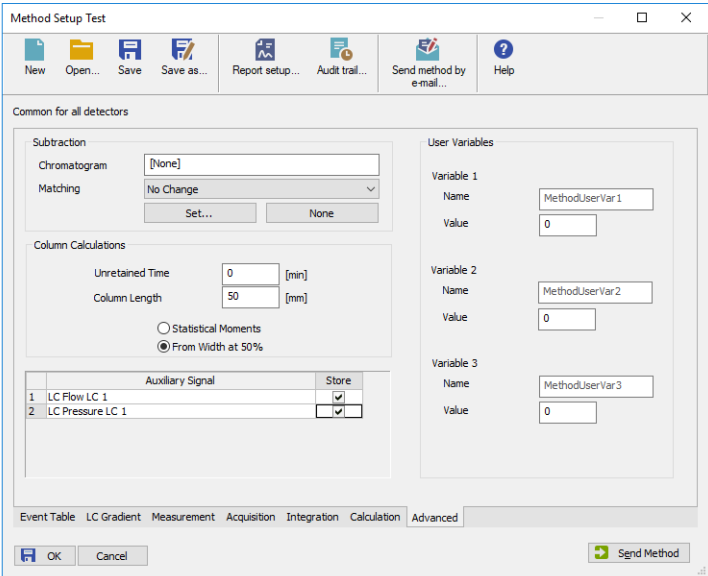 Method Setup Test
New Open... Save Save as... Report setup... Audit trail... Send method by e-mail... Help
Common for all detectors
Subtraction
Chromatogram [None]
Matching No Change
Set... None
Column Calculations
Unretained Time 0 [min]
Column Length 50 [mm]
Statistical Moments
From Width at 50%
Auxiliary Signal Store
1 LC Flow LC 1
2 LC Pressure LC 1
User Variables
Variable 1
Name MethodUserVar1
Value 0
Variable 2
Name MethodUserVar2
Value 0
Variable 3
Name MethodUserVar3
Value 0
Event Table LC Gradient Measurement Acquisition Integration Calculation Advanced
OK Cancel Send Method